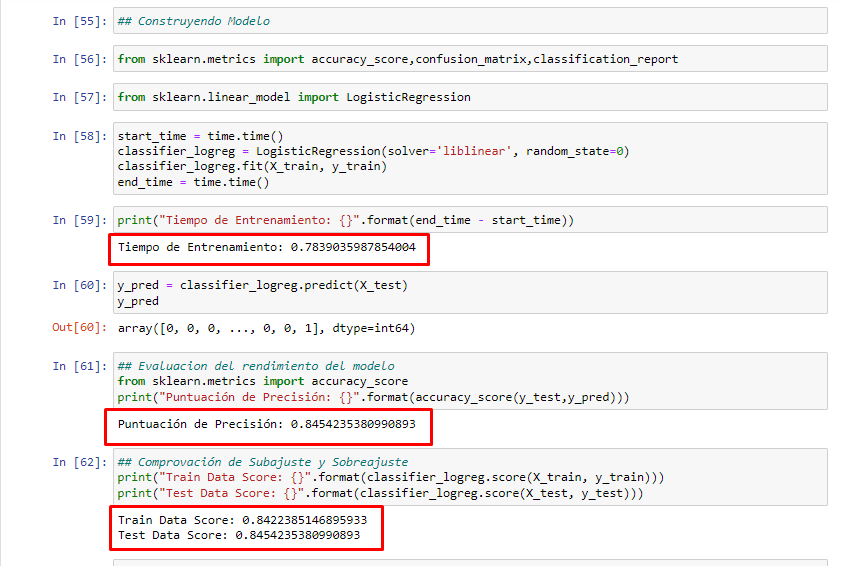 In [55]: ## Construyendo Modelo
In [56]: from sklearn.metrics import accuracy_score,confusion_matrix,classification_report
In [57]: from sklearn.linear_model import LogisticRegression
In [58]: start_time = time.time()
classifier_logreg = LogisticRegression(solver='liblinear', random_state=0)
classifier_logreg.fit(X_train, y_train)
end_time = time.time()
In [59]: print("Tiempo de Entrenamiento: {}".format(end_time - start_time))
Tiempo de Entrenamiento: 0.7839035987854004
In [60]: y_pred = classifier_logreg.predict(X_test)
y_pred
Out[60]: array([0, 0, 0, ..., 0, 0, 1], dtype=int64)
In [61]: ## Evaluacion del rendimiento del modelo
from sklearn.metrics import accuracy_score
print("Puntuación de Precisión: {}".format(accuracy_score(y_test,y_pred)))
Puntuación de Precisión: 0.8454235380990893
In [62]: ## Comprovación de Subajuste y Sobreajuste
print("Train Data Score: {}".format(classifier_logreg.score(X_train, y_train)))
print("Test Data Score: {}".format(classifier_logreg.score(X_test, y_test)))
Train Data Score: 0.8422385146895933
Test Data Score: 0.8454235380990893